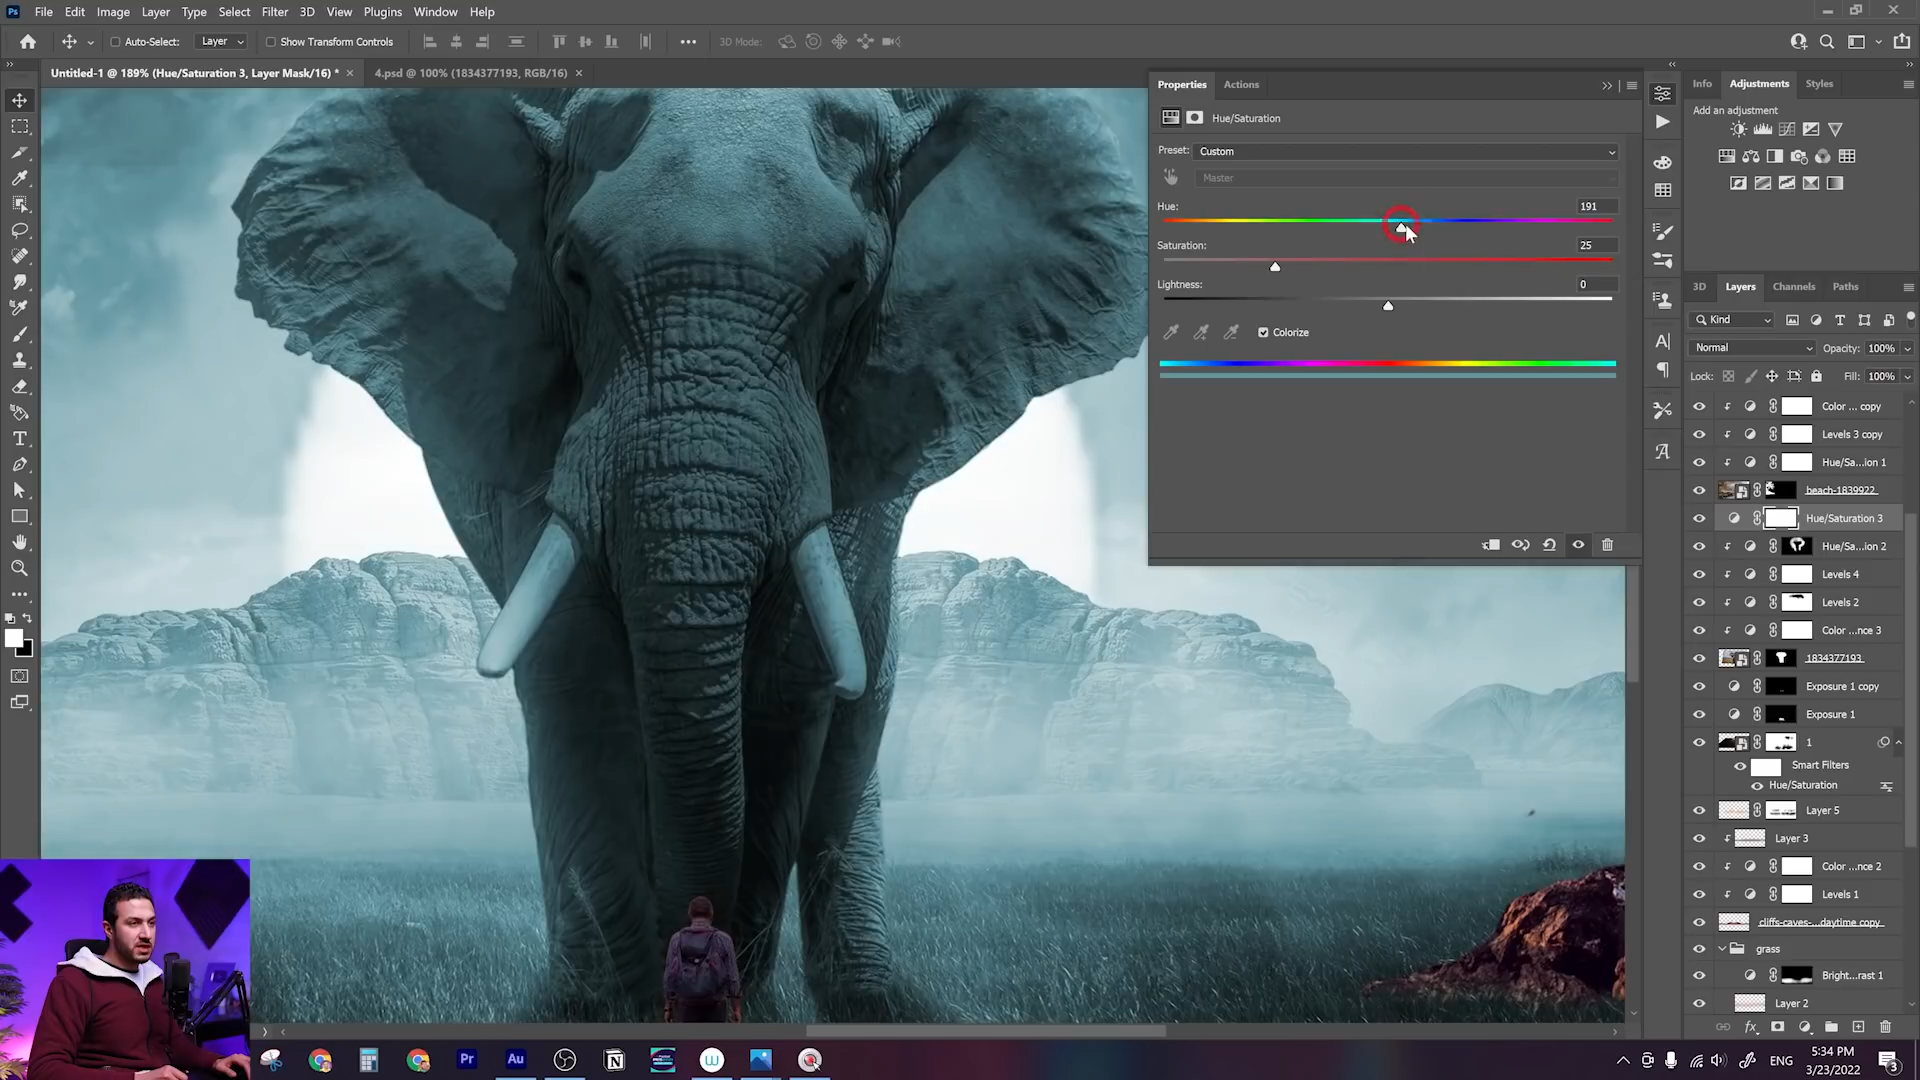 Ps File Edit Image Layer Type Select Filter 3D View Plugins Window Help
Auto-Select: Layer Show Transform Controls 3D Mode:
Untitled-1 @ 189% (Hue/Saturation 3, Layer Mask/16) * × 4.psd @ 100% (1834377193, RGB/16) ×
Properties Actions
Hue/Saturation
Preset: Custom
Master
Hue: 191
Saturation: 25
Lightness: 0
Colorize
Info Adjustments Styles
Add an adjustment
3D Layers Channels Paths
Kind
Normal Opacity: 100%
Lock: Fill: 100%
Color ... copy
Levels 3 copy
Hue/Sa...ion 1
beach-1839922
Hue/Saturation 3
Hue/Sa...ion 2
Levels 4
Levels 2
Color ...nce 3
1834377193
Exposure 1 copy
Exposure 1
1
Smart Filters
Hue/Saturation
Layer 5
Layer 3
Color ...nce 2
Levels 1
cliffs-caves-...daytime copy
grass
Bright...rast 1
Layer 2
Pr Au
ENG
5:34 PM
3/23/2022
3